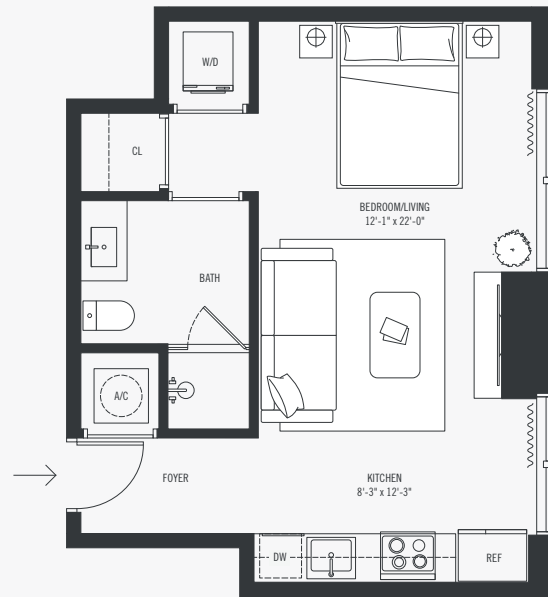 W/D
CL
BEDROOM/LIVING
12'-1" x 22'-0"
BATH
A/C
FOYER
KITCHEN
8'-3" x 12'-3"
DW
REF